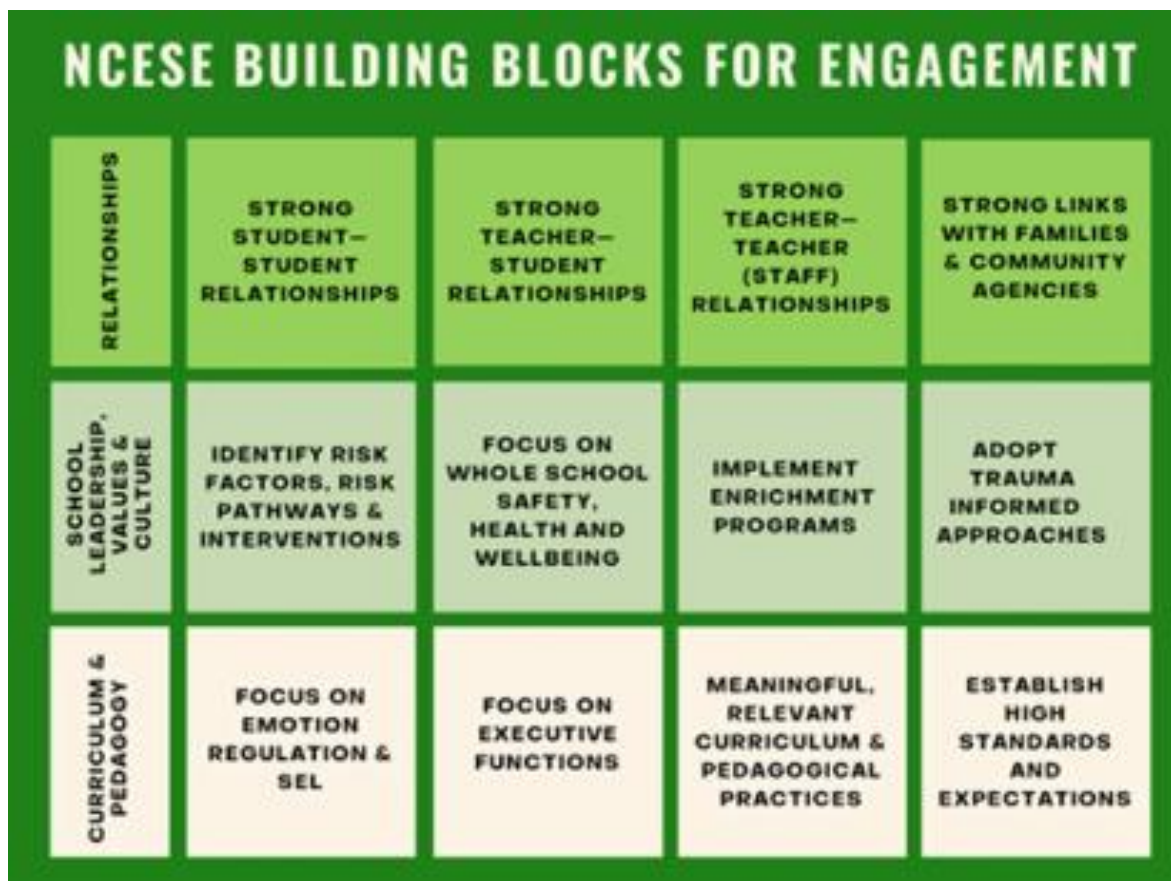 NCESE BUILDING BLOCKS FOR ENGAGEMENT
RELATIONSHIPS
STRONG
STUDENT—
STUDENT
RELATIONSHIPS
STRONG
TEACHER—
STUDENT
RELATIONSHIPS
STRONG
TEACHER—
TEACHER
(STAFF)
RELATIONSHIPS
STRONG LINKS
WITH FAMILIES
& COMMUNITY
AGENCIES
SCHOOL
LEADERSHIP,
VALUES &
CULTURE
IDENTIFY RISK
FACTORS, RISK
PATHWAYS &
INTERVENTIONS
FOCUS ON
WHOLE SCHOOL
SAFETY,
HEALTH AND
WELLBEING
IMPLEMENT
ENRICHMENT
PROGRAMS
ADOPT
TRAUMA
INFORMED
APPROACHES
CURRICULUM &
PEDAGOGY
FOCUS ON
EMOTION
REGULATION &
SEL
FOCUS ON
EXECUTIVE
FUNCTIONS
MEANINGFUL,
RELEVANT
CURRICULUM &
PEDAGOGICAL
PRACTICES
ESTABLISH
HIGH
STANDARDS
AND
EXPECTATIONS